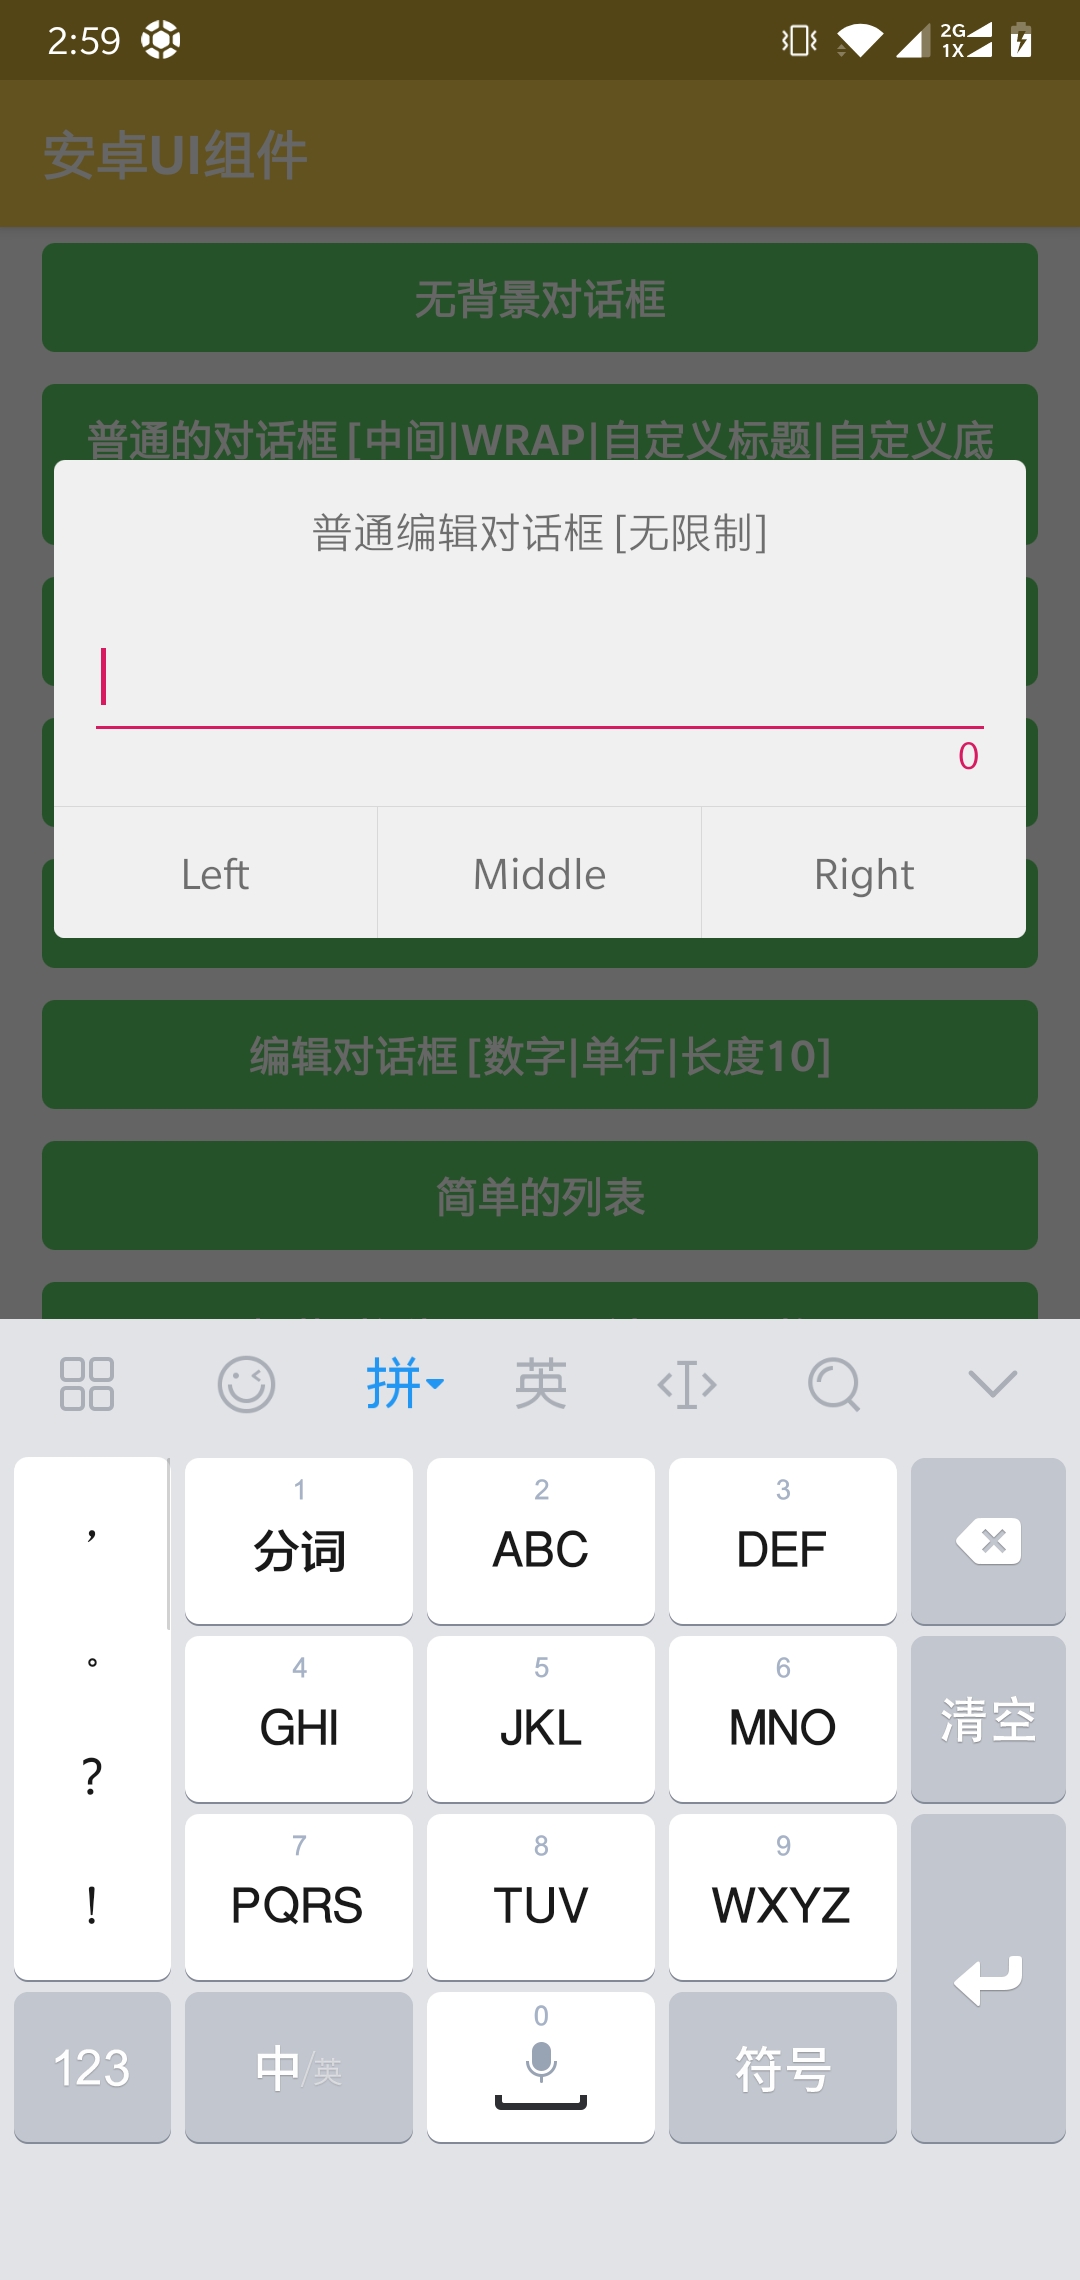 2:59
2G
1X
安卓UI组件
无背景对话框
普通的对话框 [中间|WRAP|自定义标题|自定义底
普通编辑对话框 [无限制]
0
Left Middle Right
编辑对话框 [数字|单行|长度10]
简单的列表
拼 英
1 2 3
, 分词 ABC DEF
。
4 5 6
GHI JKL MNO 清空
?
7 8 9
! PQRS TUV WXYZ
0
123 中/英 符号